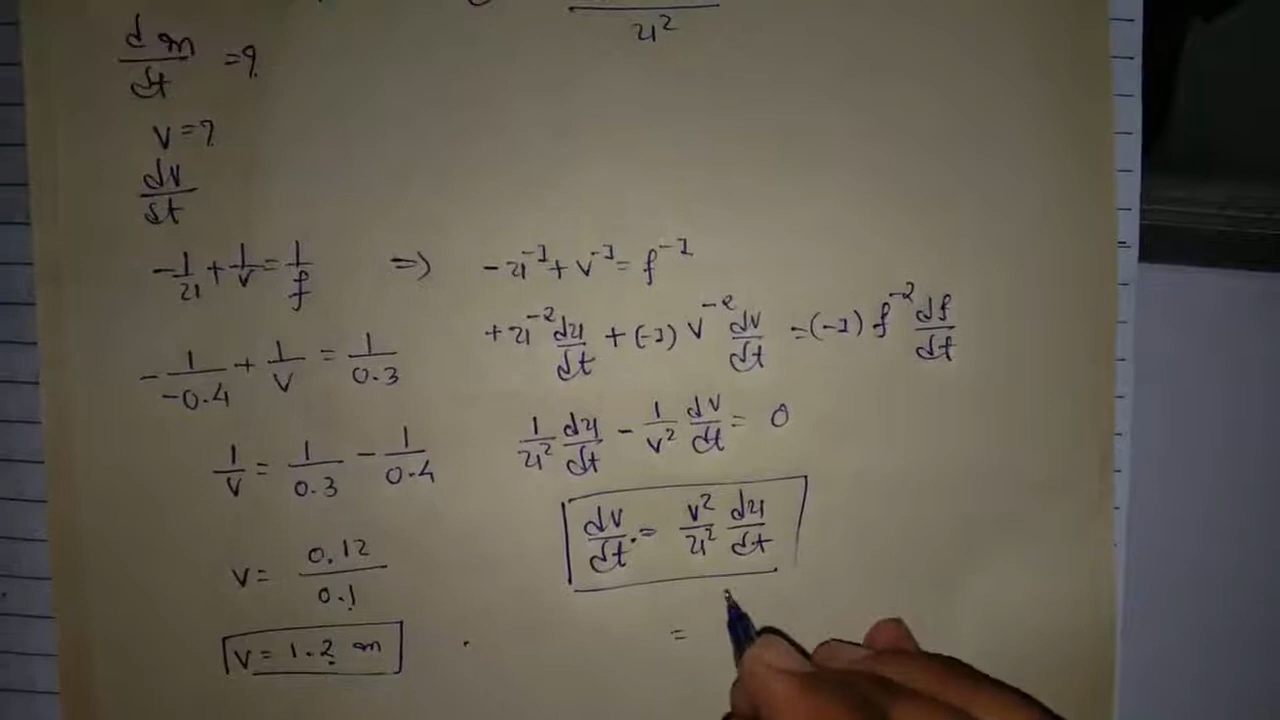 u²
dm/dt = ?
v = ?
dv/dt
-1/u + 1/v = 1/f ⇒ -u⁻¹ + v⁻¹ = f⁻¹
+u⁻² du/dt + (-1) v⁻² dv/dt = (-1) f⁻² df/dt
-1/-0.4 + 1/v = 1/0.3
1/u² du/dt - 1/v² dv/dt = 0
1/v = 1/0.3 - 1/0.4
dv/dt = v²/u² du/dt
v = 0.12/0.1
=
v = 1.2 m